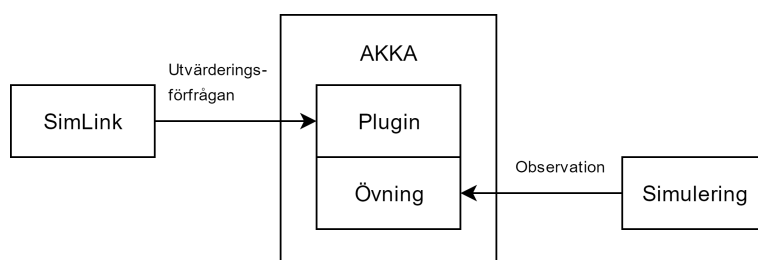 AKKA
Utvärderings-
förfrågan
SimLink
Plugin
Observation
Övning
Simulering